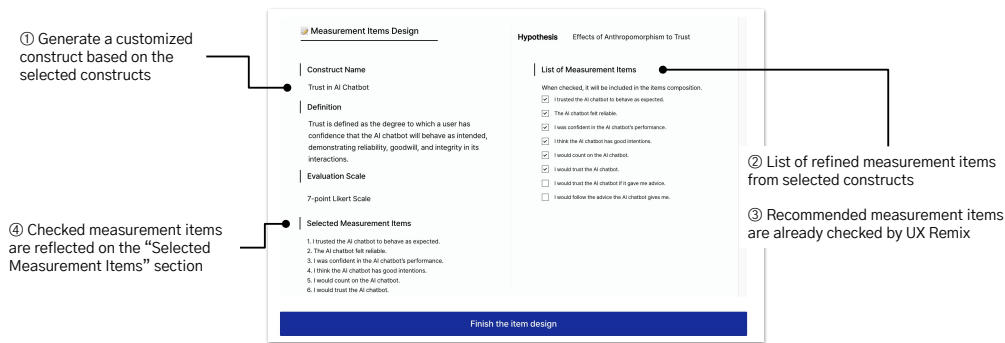 ① Generate a customized
construct based on the
selected constructs
④ Checked measurement items
are reflected on the “Selected
Measurement Items” section
📝 Measurement Items Design
Construct Name
Trust in AI Chatbot
Definition
Trust is defined as the degree to which a user has
confidence that the AI chatbot will behave as intended,
demonstrating reliability, goodwill, and integrity in its
interactions.
Evaluation Scale
7-point Likert Scale
Selected Measurement Items
1. I trusted the AI chatbot to behave as expected.
2. The AI chatbot felt reliable.
3. I was confident in the AI chatbot's performance.
4. I think the AI chatbot has good intentions.
5. I would count on the AI chatbot.
6. I would trust the AI chatbot.
Hypothesis Effects of Anthropomorphism to Trust
List of Measurement Items
When checked, it will be included in the items composition.
I trusted the AI chatbot to behave as expected.
The AI chatbot felt reliable.
I was confident in the AI chatbot's performance.
I think the AI chatbot has good intentions.
I would count on the AI chatbot.
I would trust the AI chatbot.
I would trust the AI chatbot if it gave me advice.
I would follow the advice the AI chatbot gives me.
Finish the item design
② List of refined measurement items
from selected constructs
③ Recommended measurement items
are already checked by UX Remix